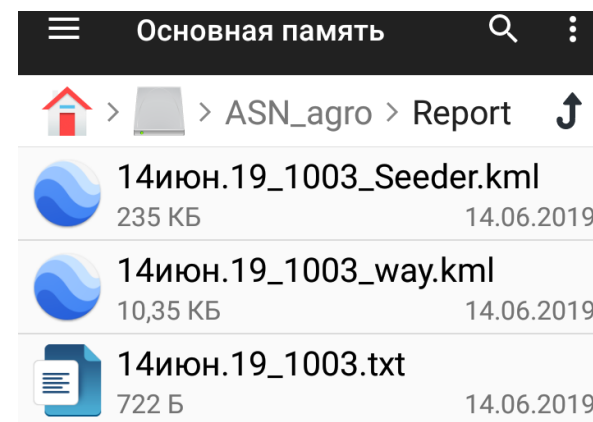 Основная память
> > ASN_agro > Report
14июн.19_1003_Seeder.kml
235 КБ 14.06.2019
14июн.19_1003_way.kml
10,35 КБ 14.06.2019
14июн.19_1003.txt
722 Б 14.06.2019